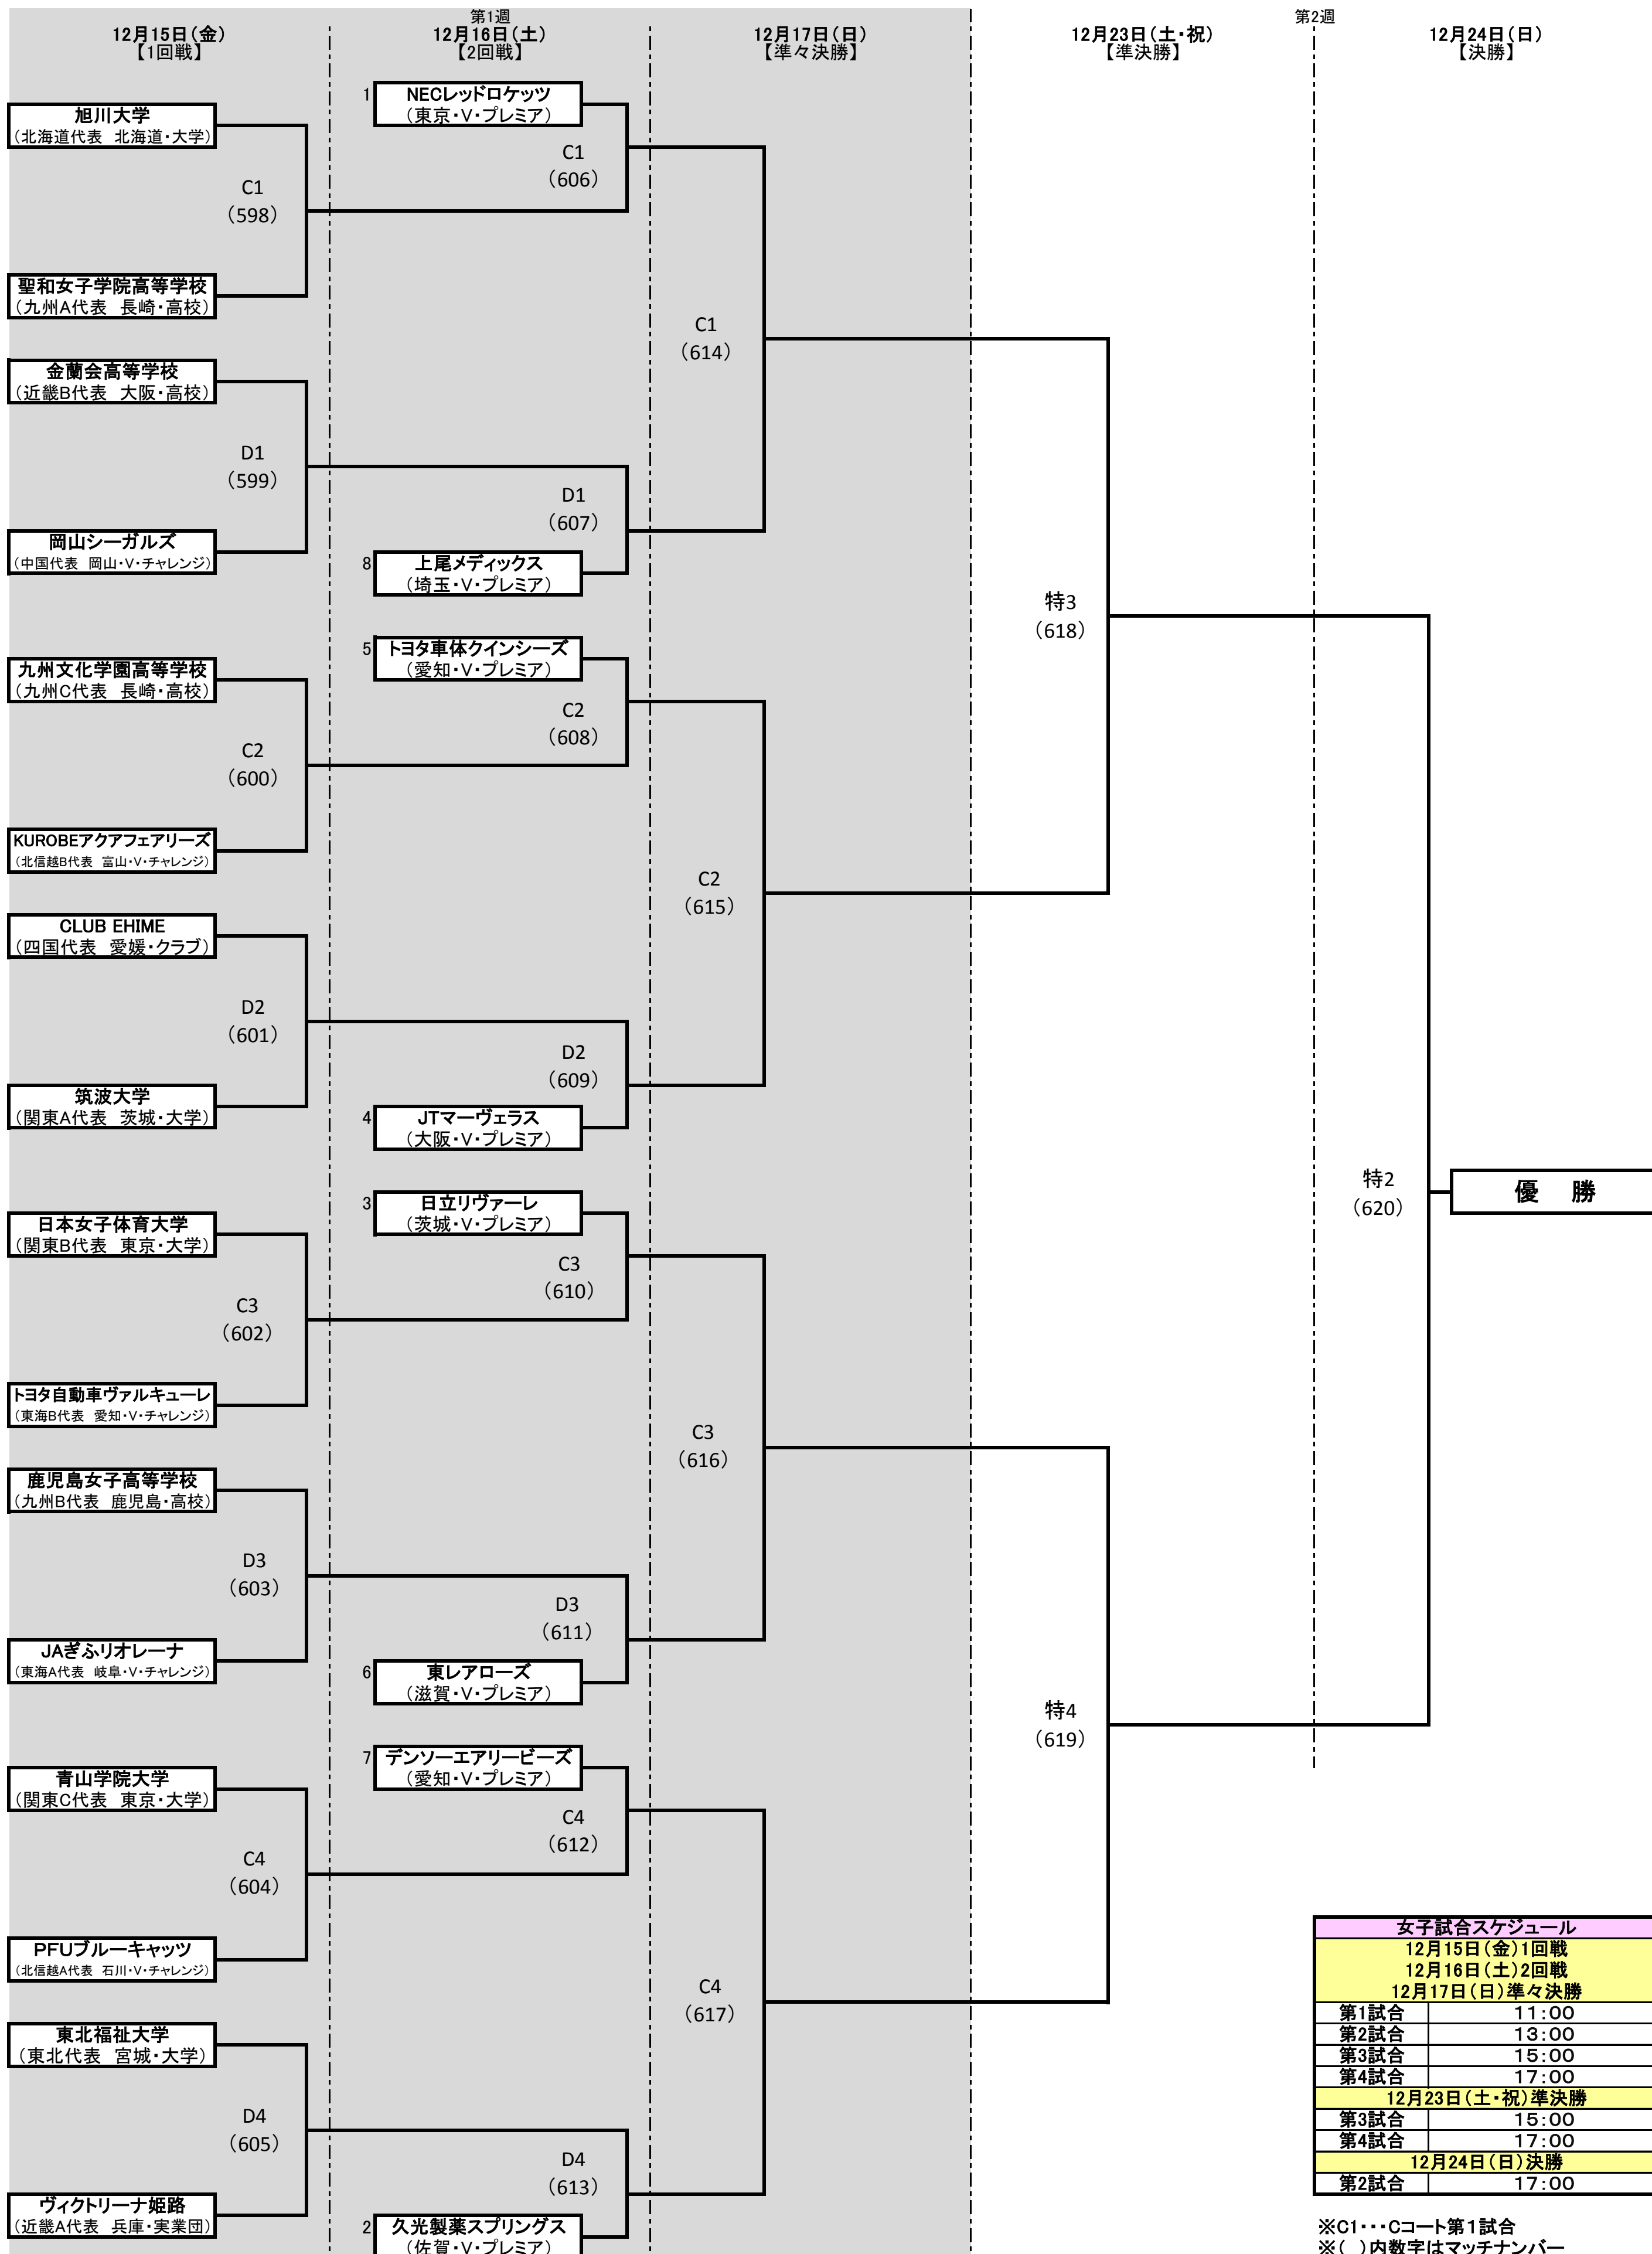 第1週
第2週
12月15日(金)
【1回戦】
12月16日(土)
【2回戦】
12月17日(日)
【準々決勝】
12月23日(土・祝)
【準決勝】
12月24日(日)
【決勝】
旭川大学
(北海道代表 北海道・大学)
C1
(598)
聖和女子学院高等学校
(九州A代表 長崎・高校)
金蘭会高等学校
(近畿B代表 大阪・高校)
D1
(599)
岡山シーガルズ
(中国代表 岡山・V・チャレンジ)
九州文化学園高等学校
(九州C代表 長崎・高校)
C2
(600)
KUROBEアクアフェアリーズ
(北信越B代表 富山・V・チャレンジ)
CLUB EHIME
(四国代表 愛媛・クラブ)
D2
(601)
筑波大学
(関東A代表 茨城・大学)
日本女子体育大学
(関東B代表 東京・大学)
C3
(602)
トヨタ自動車ヴァルキューレ
(東海B代表 愛知・V・チャレンジ)
鹿児島女子高等学校
(九州B代表 鹿児島・高校)
D3
(603)
JAぎふリオレーナ
(東海A代表 岐阜・V・チャレンジ)
青山学院大学
(関東C代表 東京・大学)
C4
(604)
PFUブルーキャッツ
(北信越A代表 石川・V・チャレンジ)
東北福祉大学
(東北代表 宮城・大学)
D4
(605)
ヴィクトリーナ姫路
(近畿A代表 兵庫・実業団)
1 NECレッドロケッツ
(東京・V・プレミア)
C1
(606)
D1
(607)
8 上尾メディックス
(埼玉・V・プレミア)
5 トヨタ車体クインシーズ
(愛知・V・プレミア)
C2
(608)
D2
(609)
4 JTマーヴェラス
(大阪・V・プレミア)
3 日立リヴァーレ
(茨城・V・プレミア)
C3
(610)
D3
(611)
6 東レアローズ
(滋賀・V・プレミア)
7 デンソーエアリービーズ
(愛知・V・プレミア)
C4
(612)
D4
(613)
2 久光製薬スプリングス
(佐賀・V・プレミア)
C1
(614)
C2
(615)
C3
(616)
C4
(617)
特3
(618)
特4
(619)
特2
(620)
優 勝
女子試合スケジュール
12月15日(金)1回戦
12月16日(土)2回戦
12月17日(日)準々決勝
第1試合 11:00
第2試合 13:00
第3試合 15:00
第4試合 17:00
12月23日(土・祝)準決勝
第3試合 15:00
第4試合 17:00
12月24日(日)決勝
第2試合 17:00
※C1・・・Cコート第1試合
※( )内数字はマッチナンバー